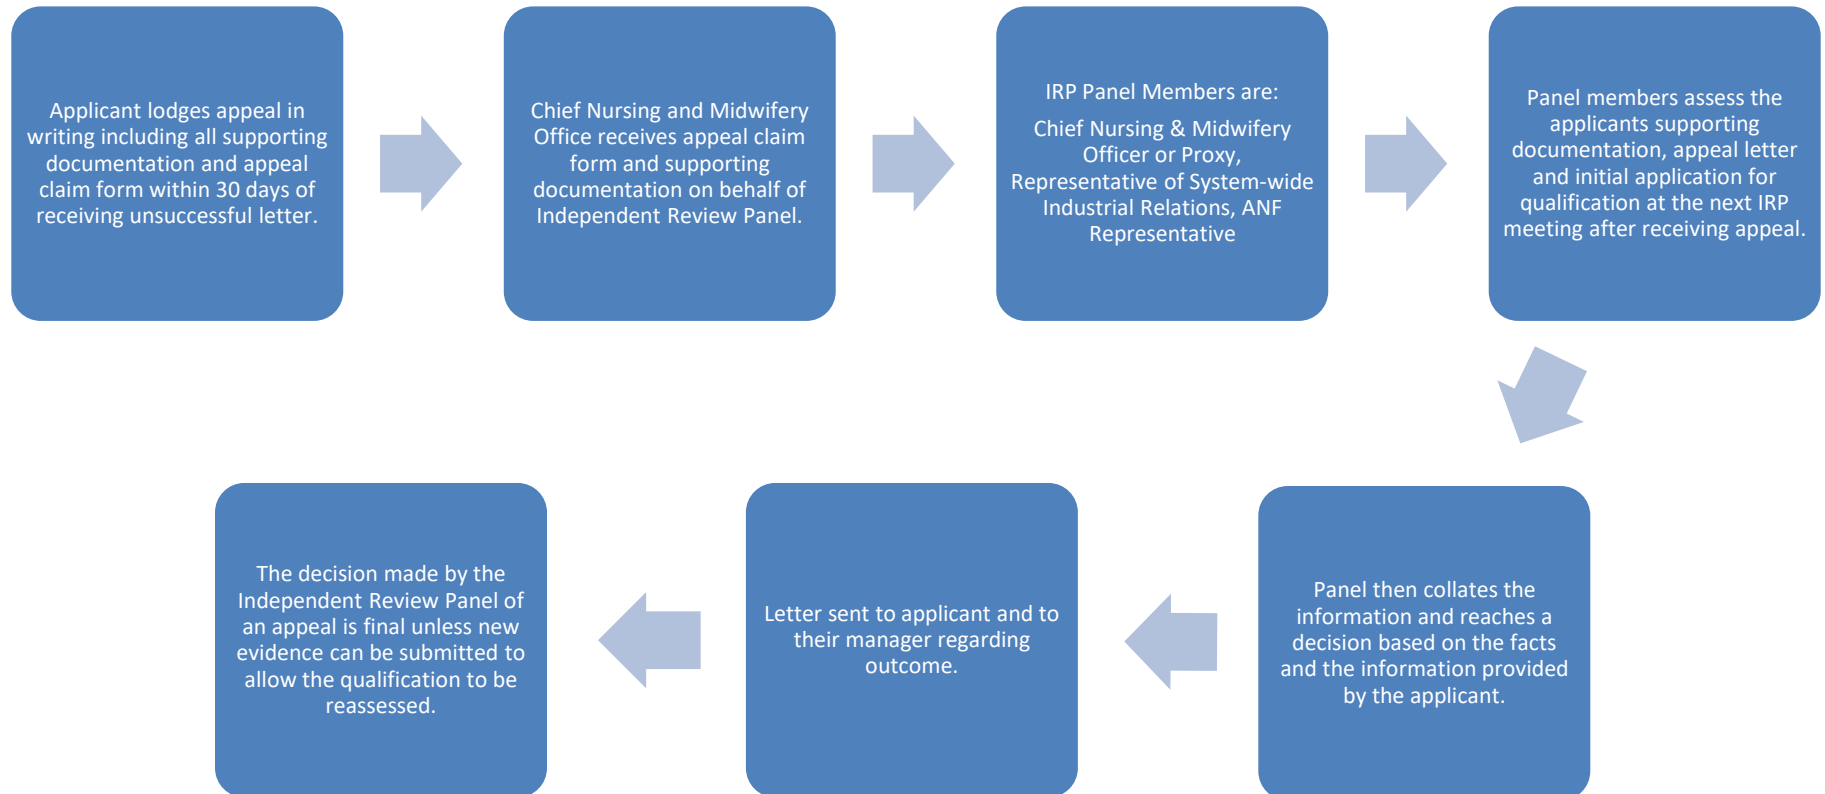 Applicant lodges appeal in
writing including all supporting
documentation and appeal
claim form within 30 days of
receiving unsuccessful letter.
Chief Nursing and Midwifery
Office receives appeal claim
form and supporting
documentation on behalf of
Independent Review Panel.
IRP Panel Members are:
Chief Nursing & Midwifery
Officer or Proxy,
Representative of System-wide
Industrial Relations, ANF
Representative
Panel members assess the
applicants supporting
documentation, appeal letter
and initial application for
qualification at the next IRP
meeting after receiving appeal.
Panel then collates the
information and reaches a
decision based on the facts
and the information provided
by the applicant.
Letter sent to applicant and to
their manager regarding
outcome.
The decision made by the
Independent Review Panel of
an appeal is final unless new
evidence can be submitted to
allow the qualification to be
reassessed.